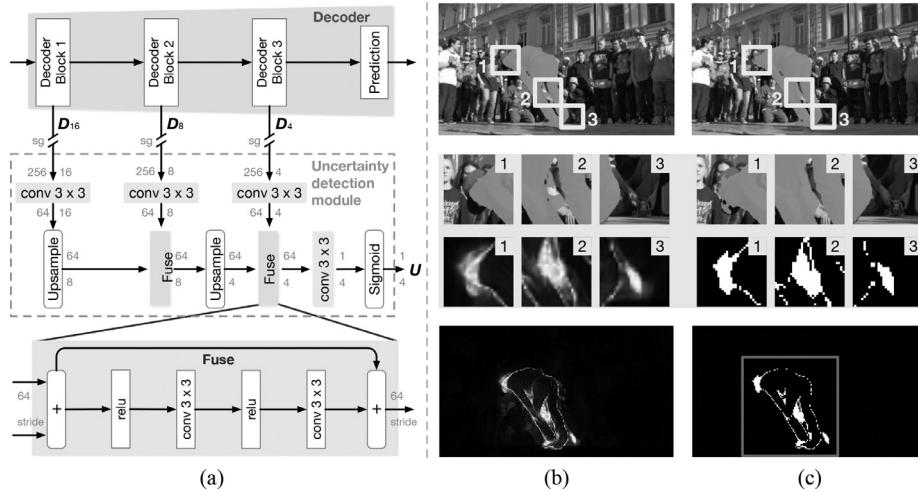 Decoder
Decoder Block 1
Decoder Block 2
Decoder Block 3
Prediction
D16
D8
D4
sg
sg
sg
Uncertainty detection module
256 16
256 8
256 4
conv 3 x 3
conv 3 x 3
conv 3 x 3
64 16
64 8
64 4
Upsample
64
8
Fuse
64
8
Upsample
64
4
Fuse
64
4
conv 3 x 3
1
4
Sigmoid
1
4
U
Fuse
64
stride
+
relu
conv 3 x 3
relu
conv 3 x 3
+
64
stride
1
2
3
1
2
3
1
2
3
1
2
3
1
2
3
1
2
3
(a)
(b)
(c)